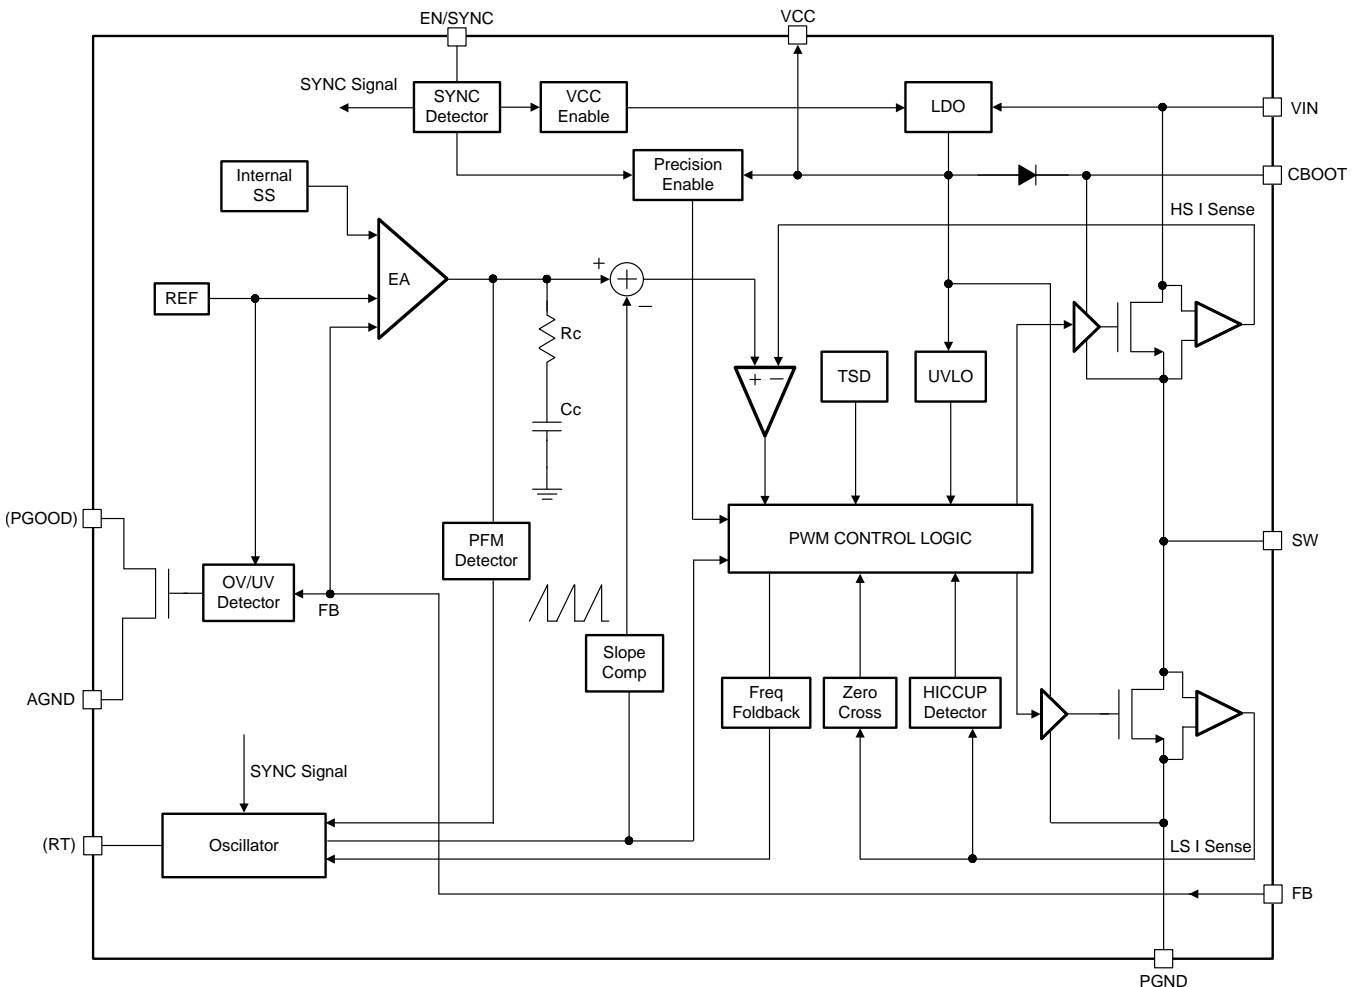 EN/SYNC
VCC
SYNC Signal
SYNC
Detector
VCC
Enable
LDO
VIN
Internal
SS
Precision
Enable
CBOOT
HS I Sense
EA
+
+
−
REF
Rc
+ −
TSD
UVLO
Cc
(PGOOD)
PFM
Detector
PWM CONTROL LOGIC
SW
OV/UV
Detector
FB
Slope
Comp
AGND
Freq
Foldback
Zero
Cross
HICCUP
Detector
SYNC Signal
(RT)
Oscillator
LS I Sense
FB
PGND